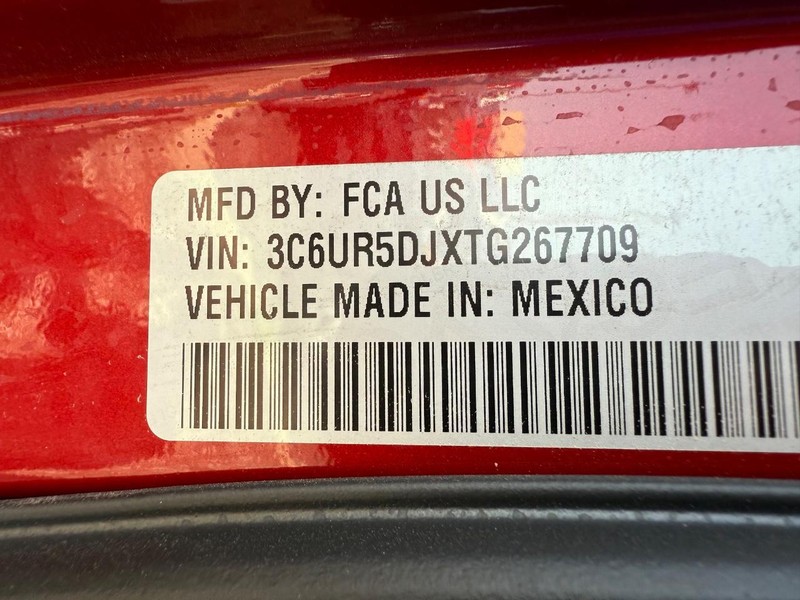 MFD BY: FCA US LLC
VIN: 3C6UR5DJXTG267709
VEHICLE MADE IN: MEXICO